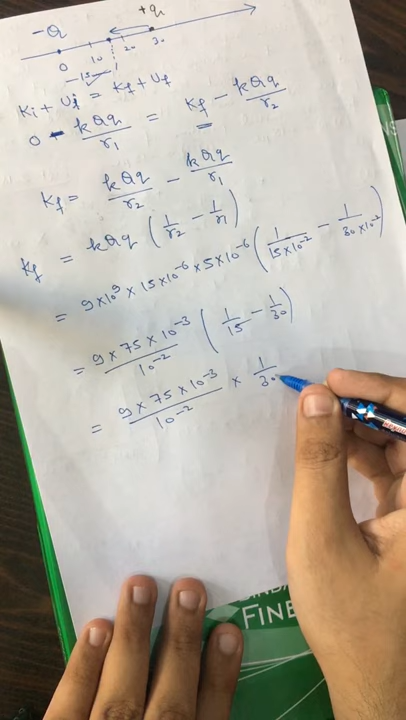 -Q +q
0 10 20 30
-15
Ki + Ui = Kf + Uf
0 - kQq/r1 = Kf - kQq/r2
Kf = kQq/r2 - kQq/r1
Kf = kQq (1/r2 - 1/r1)
= 9×10^9 × 15×10^-6 × 5×10^-6 (1/15×10^-2 - 1/30×10^-2)
= 9×75×10^-3/10^-2 (1/15 - 1/30)
= 9×75×10^-3/10^-2 × 1/30
FINE